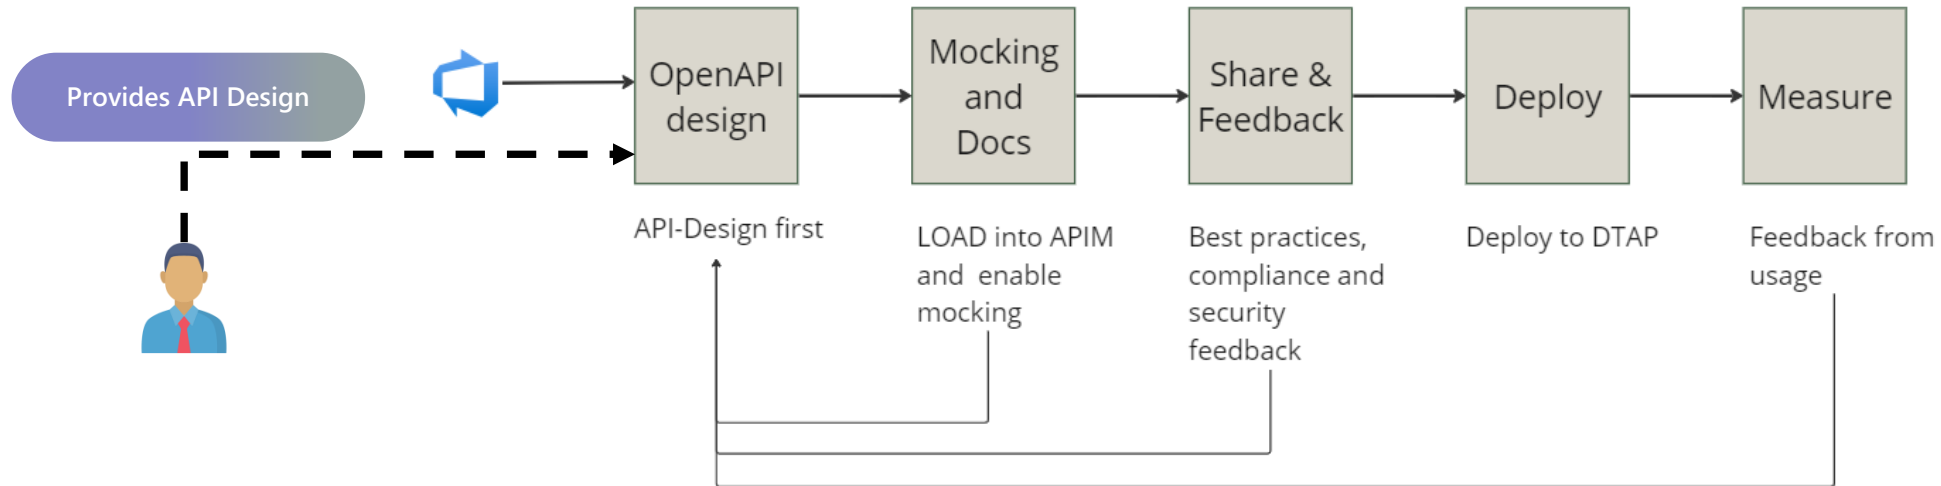 Provides API Design
OpenAPI
design
Mocking
and
Docs
Share &
Feedback
Deploy
Measure
API-Design first
LOAD into APIM
and enable
mocking
Best practices,
compliance and
security
feedback
Deploy to DTAP
Feedback from
usage